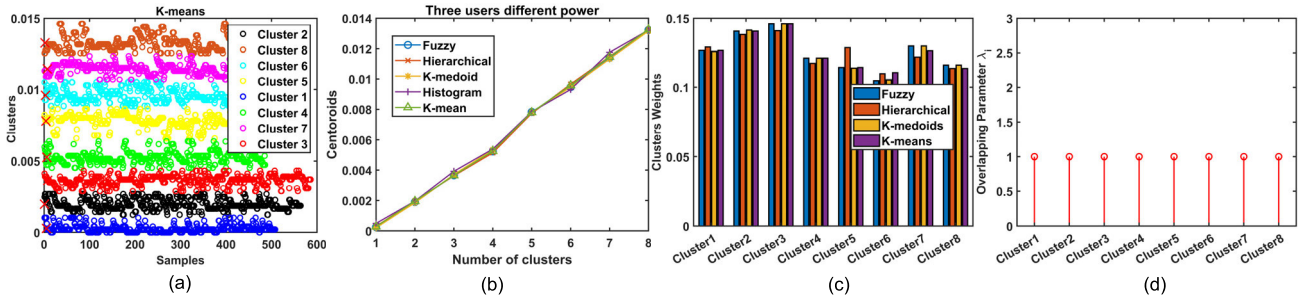 K-means
Clusters
0.015
0.01
0.005
0
0
100
200
300
400
500
600
Samples
Cluster 2
Cluster 8
Cluster 6
Cluster 5
Cluster 1
Cluster 4
Cluster 7
Cluster 3
(a)
Three users different power
Centoroids
0.014
0.012
0.01
0.008
0.006
0.004
0.002
0
1
2
3
4
5
6
7
8
Number of clusters
Fuzzy
Hierarchical
K-medoid
Histogram
K-mean
(b)
Clusters Weights
0.15
0.1
0.05
0
Cluster1
Cluster2
Cluster3
Cluster4
Cluster5
Cluster6
Cluster7
Cluster8
Fuzzy
Hierarchical
K-medoids
K-means
(c)
Overlapping Parameter λi
3
2.5
2
1.5
1
0.5
0
Cluster1
Cluster2
Cluster3
Cluster4
Cluster5
Cluster6
Cluster7
Cluster8
(d)